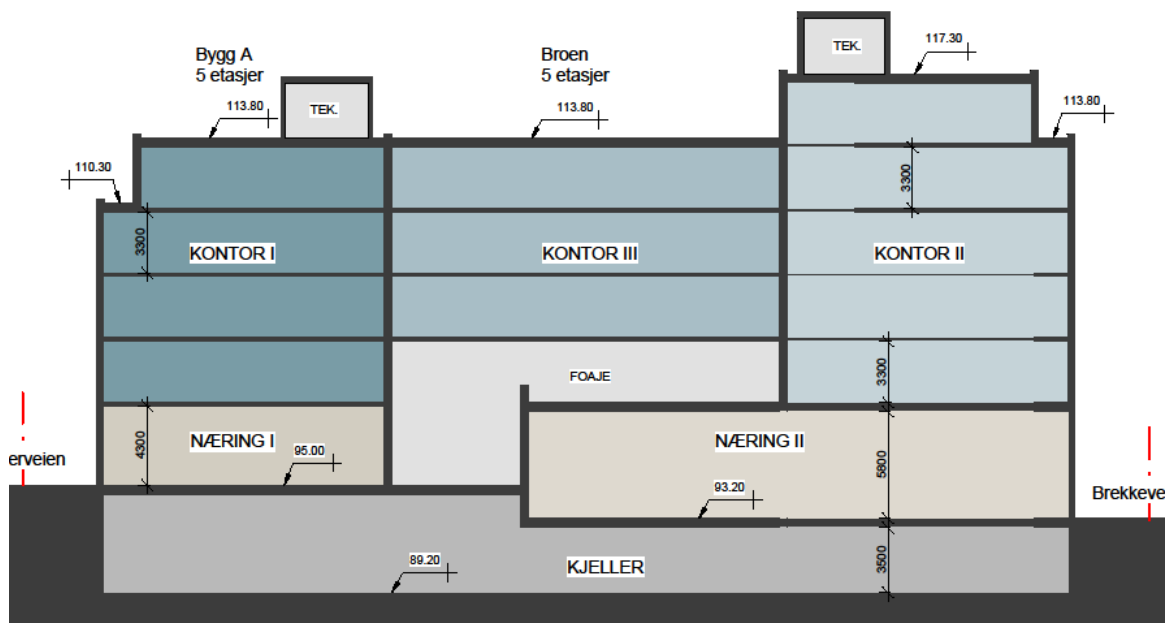 TEK.
117.30
Bygg A
5 etasjer
Broen
5 etasjer
113.80
TEK.
113.80
113.80
110.30
3300
3300
KONTOR I
KONTOR III
KONTOR II
FOAJE
3300
4300
NÆRING I
NÆRING II
95.00
erveien
5800
93.20
Brekkeve
89.20
KJELLER
3500